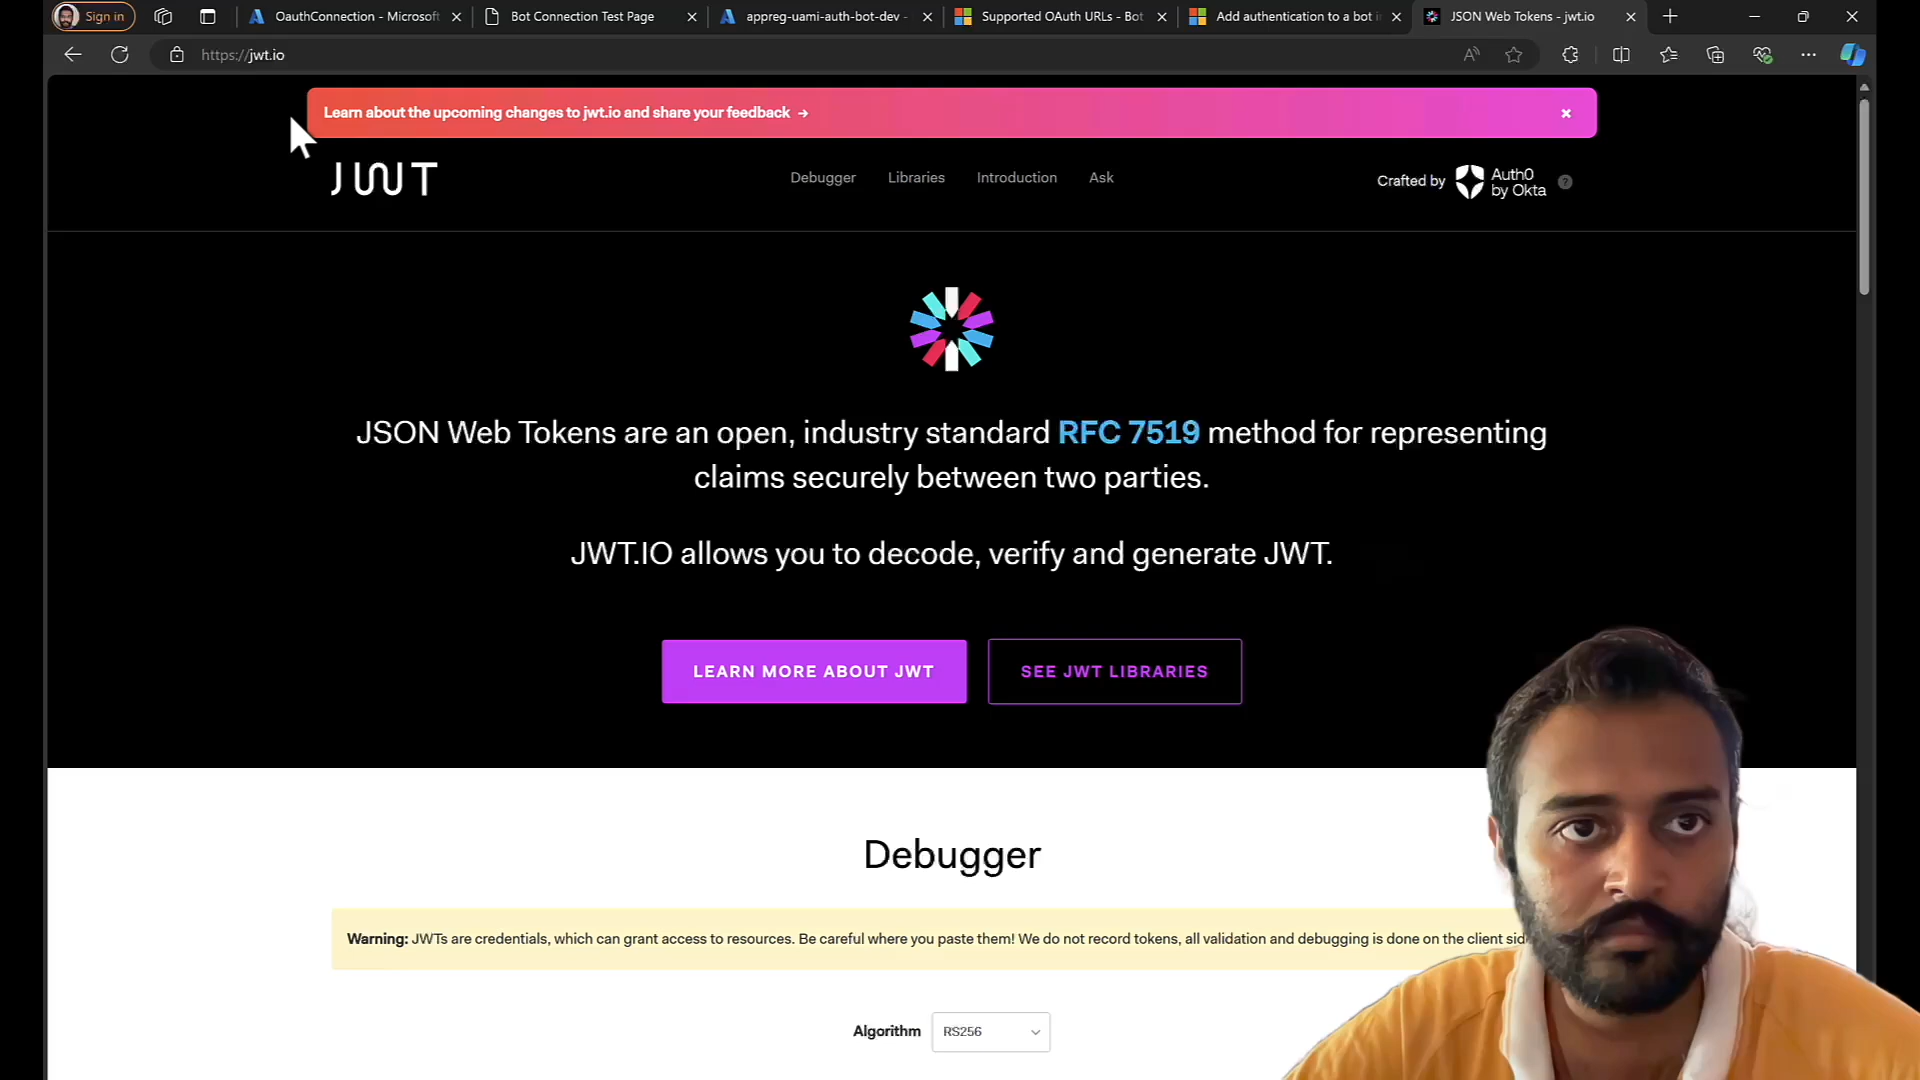 Sign in
OauthConnection - Microsoft
Bot Connection Test Page
appreg-uami-auth-bot-dev -
Supported OAuth URLs - Bot
Add authentication to a bot in
JSON Web Tokens - jwt.io
https://jwt.io
Learn about the upcoming changes to jwt.io and share your feedback →
JWT
Debugger
Libraries
Introduction
Ask
Crafted by
Auth0
by Okta
?
JSON Web Tokens are an open, industry standard RFC 7519 method for representing
claims securely between two parties.
JWT.IO allows you to decode, verify and generate JWT.
LEARN MORE ABOUT JWT
SEE JWT LIBRARIES
Debugger
Warning: JWTs are credentials, which can grant access to resources. Be careful where you paste them! We do not record tokens, all validation and debugging is done on the client
Algorithm
RS256